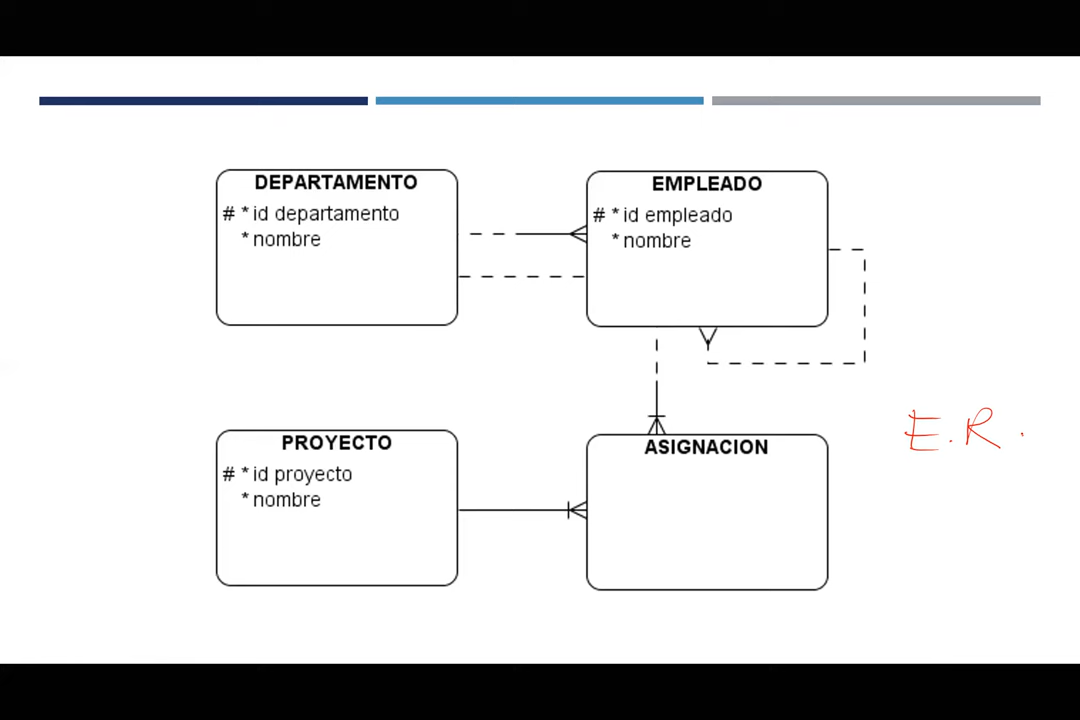 DEPARTAMENTO
# * id departamento
* nombre
EMPLEADO
# * id empleado
* nombre
PROYECTO
# * id proyecto
* nombre
ASIGNACION
E.R.